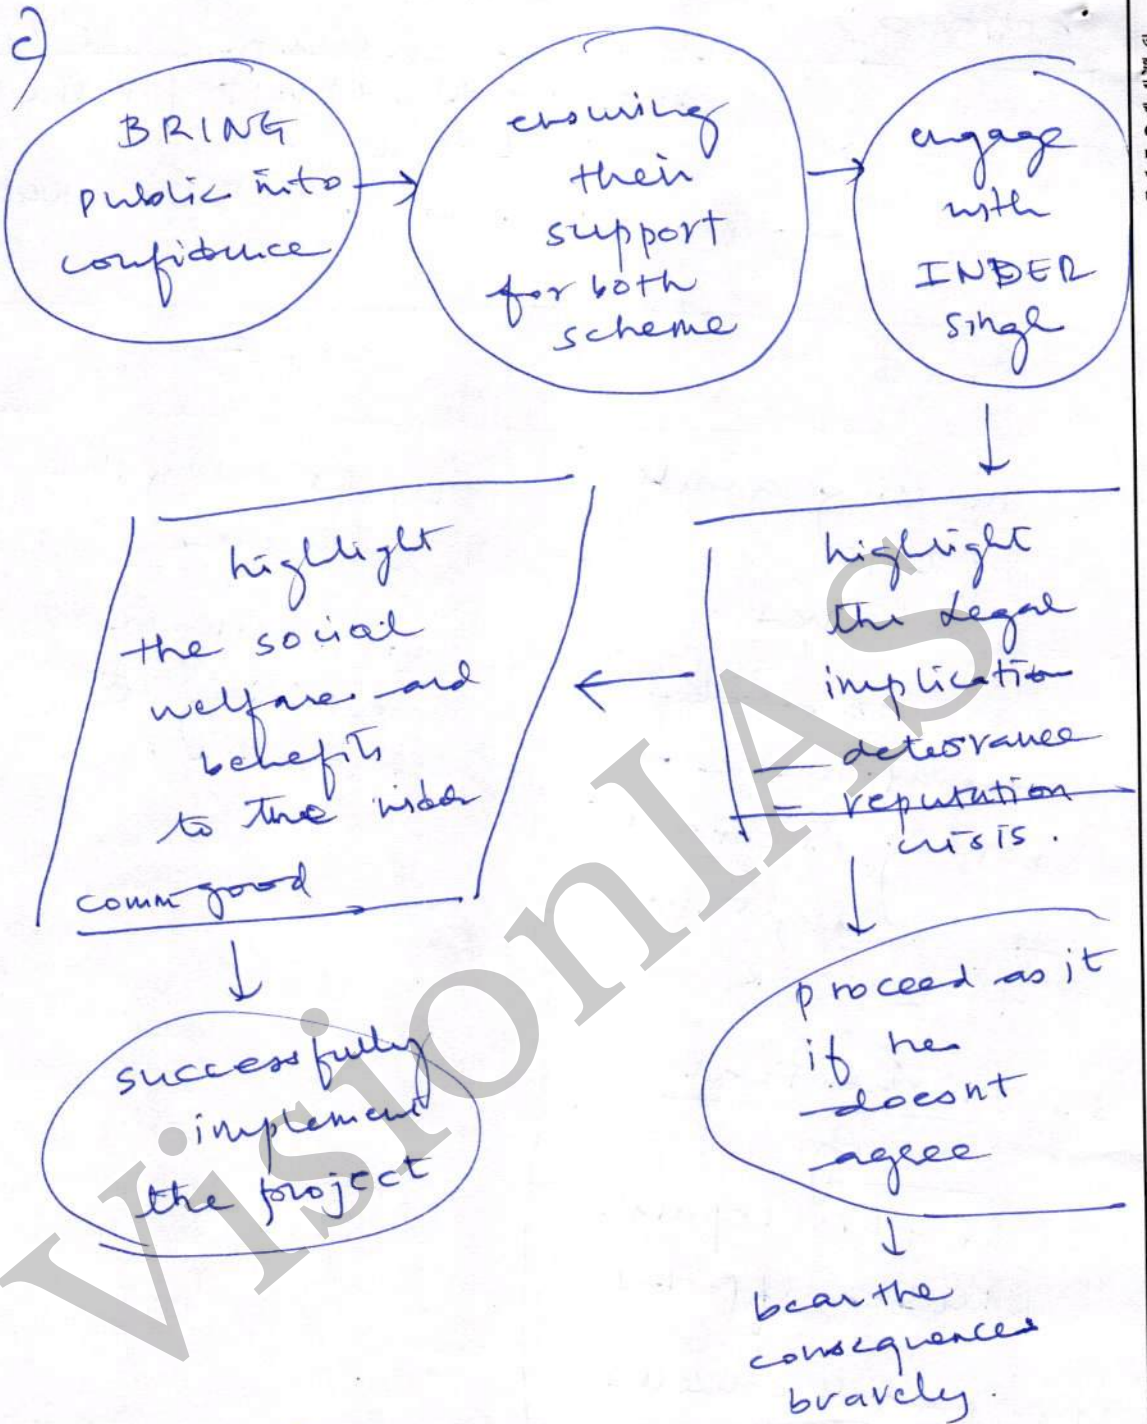 c)
BRING
public into
confidence
ensuring
their
support
for both
scheme
engage
with
INDER
singh
highlight
the legal
implication
— deterrance
— reputation
crisis.
highlight
the social
welfare and
benefits
to the wider
comm good
successfully
implement
the project
proceed as it
if he
doesnt
agree
bear the
consequences
bravely.
VisionIAS